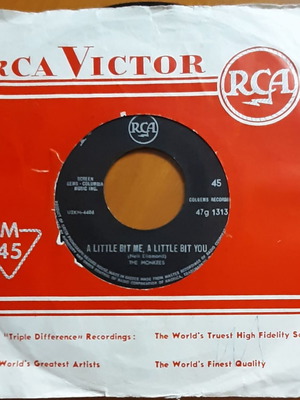 RCA VICTOR
RCA
RCA
SCREEN
GEMS - COLUMBIA
MUSIC INC.
45
COLGEMS RECORDS
47g 1313
A LITTLE BIT ME, A LITTLE BIT YOU
(Neil Diamond)
THE MONKEES
M
45
"Triple Difference" Recordings:
World's Greatest Artists
The World's Truest High Fidelity
The World's Finest Quality